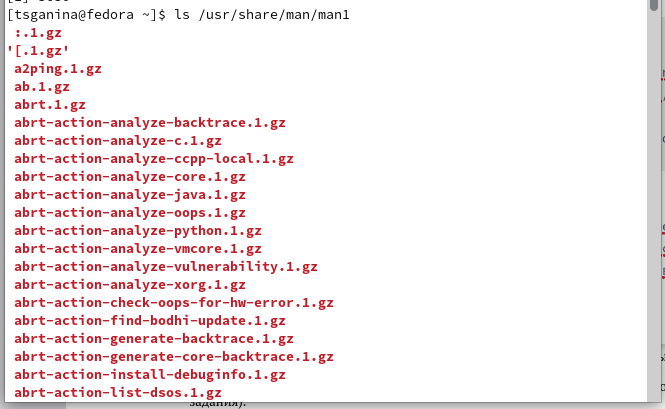 [tsganina@fedora ~]$ ls /usr/share/man/man1
:.1.gz
'[.1.gz'
a2ping.1.gz
ab.1.gz
abrt.1.gz
abrt-action-analyze-backtrace.1.gz
abrt-action-analyze-c.1.gz
abrt-action-analyze-ccpp-local.1.gz
abrt-action-analyze-core.1.gz
abrt-action-analyze-java.1.gz
abrt-action-analyze-oops.1.gz
abrt-action-analyze-python.1.gz
abrt-action-analyze-vmcore.1.gz
abrt-action-analyze-vulnerability.1.gz
abrt-action-analyze-xorg.1.gz
abrt-action-check-oops-for-hw-error.1.gz
abrt-action-find-bodhi-update.1.gz
abrt-action-generate-backtrace.1.gz
abrt-action-generate-core-backtrace.1.gz
abrt-action-install-debuginfo.1.gz
abrt-action-list-dsos.1.gz
задания).